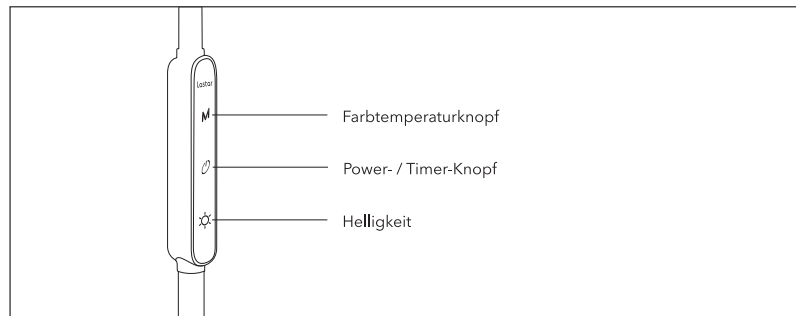 Lastar
M
Farbtemperaturknopf
Power- / Timer-Knopf
Helligkeit